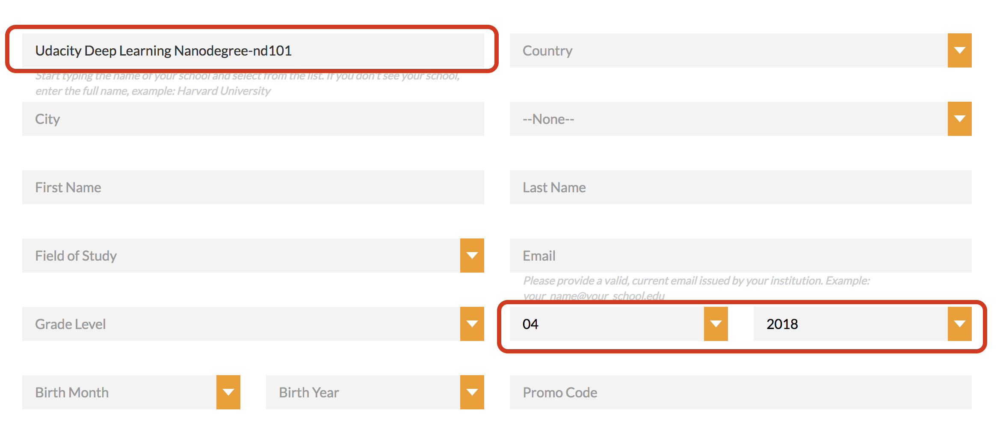 Udacity Deep Learning Nanodegree-nd101
Country
Start typing the name of your school and select from the list. If you don't see your school,
enter the full name, example: Harvard University
City
--None--
First Name
Last Name
Field of Study
Email
Please provide a valid, current email issued by your institution. Example:
your_name@your_school.edu
Grade Level
04
2018
Birth Month
Birth Year
Promo Code